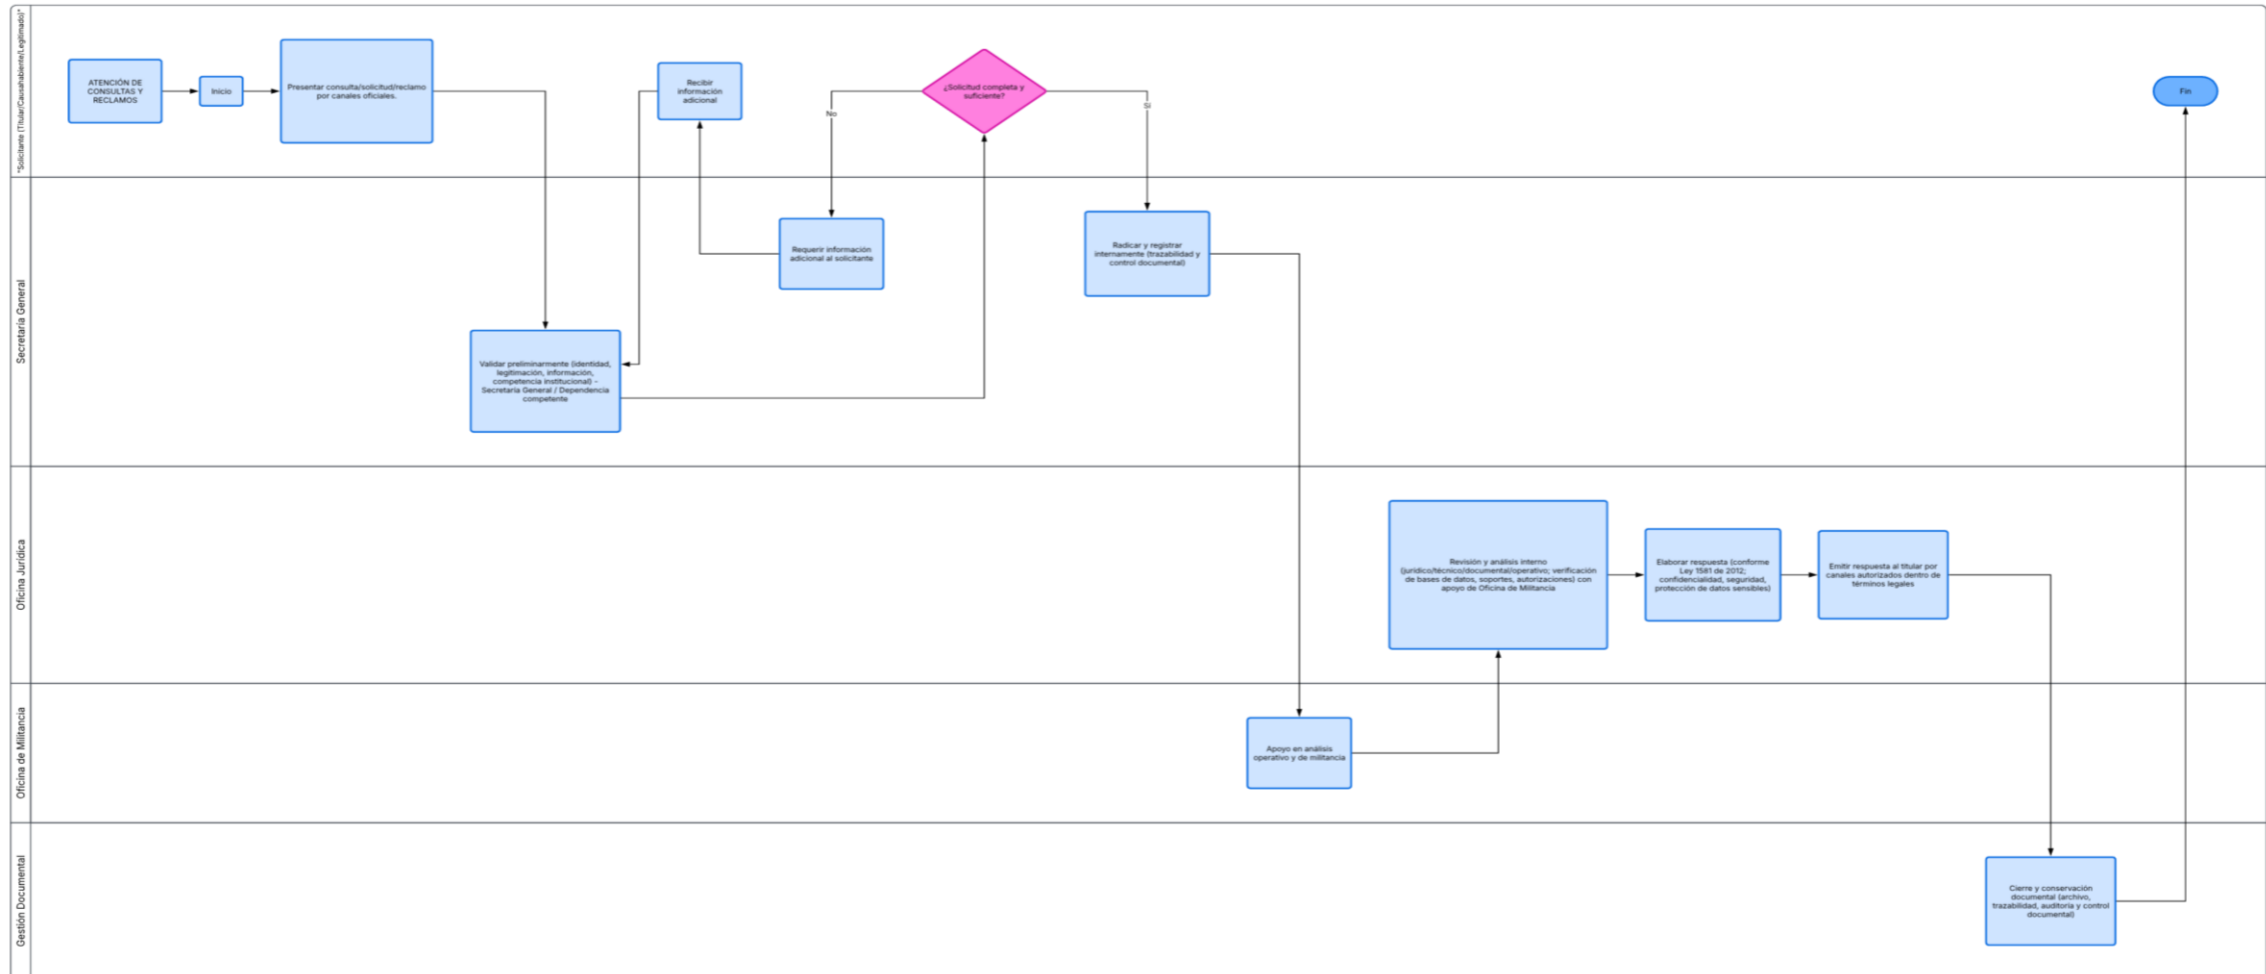 *Solicitante (Titular/Causahabiente/Legitimado)*
ATENCIÓN DE
CONSULTAS Y
RECLAMOS
Inicio
Presentar consulta/solicitud/reclamo
por canales oficiales.
Recibir
información
adicional
¿Solicitud completa y
suficiente?
No
Sí
Fin
Secretaría General
Requerir información
adicional al solicitante
Radicar y registrar
internamente (trazabilidad y
control documental)
Validar preliminarmente (identidad,
legitimación, información,
competencia institucional) -
Secretaría General / Dependencia
competente
Oficina Jurídica
Revisión y análisis interno
(jurídico/técnico/documental/operativo; verificación
de bases de datos, soportes, autorizaciones) con
apoyo de Oficina de Militancia
Elaborar respuesta (conforme
Ley 1581 de 2012;
confidencialidad, seguridad,
protección de datos sensibles)
Emitir respuesta al titular por
canales autorizados dentro de
términos legales
Oficina de Militancia
Apoyo en análisis
operativo y de militancia
Gestión Documental
Cierre y conservación
documental (archivo,
trazabilidad, auditoría y control
documental)